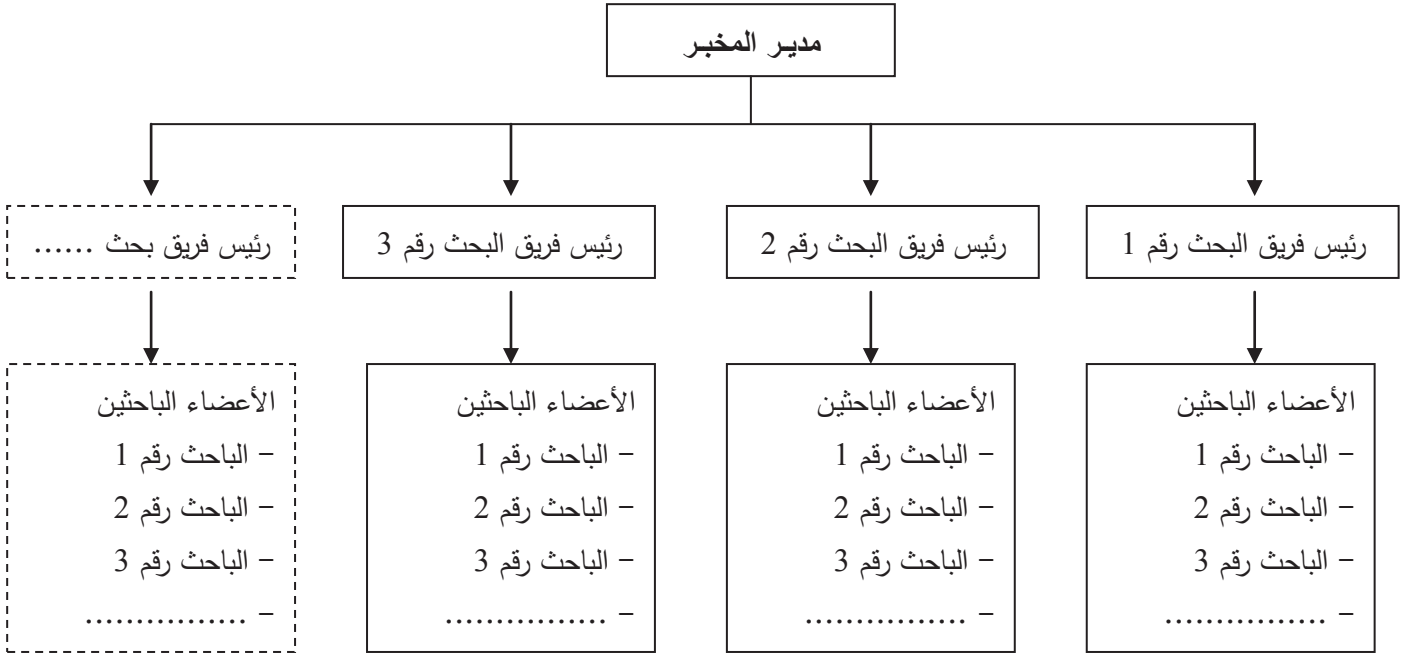 مديـر المخبـر
رئيس فريق البحث رقم 1
رئيس فريق البحث رقم 2
رئيس فريق البحث رقم 3
رئيس فريق بحث ......
الأعضاء الباحثين
- الباحث رقم 1
- الباحث رقم 2
- الباحث رقم 3
- ................
الأعضاء الباحثين
- الباحث رقم 1
- الباحث رقم 2
- الباحث رقم 3
- ................
الأعضاء الباحثين
- الباحث رقم 1
- الباحث رقم 2
- الباحث رقم 3
- ................
الأعضاء الباحثين
- الباحث رقم 1
- الباحث رقم 2
- الباحث رقم 3
- ................